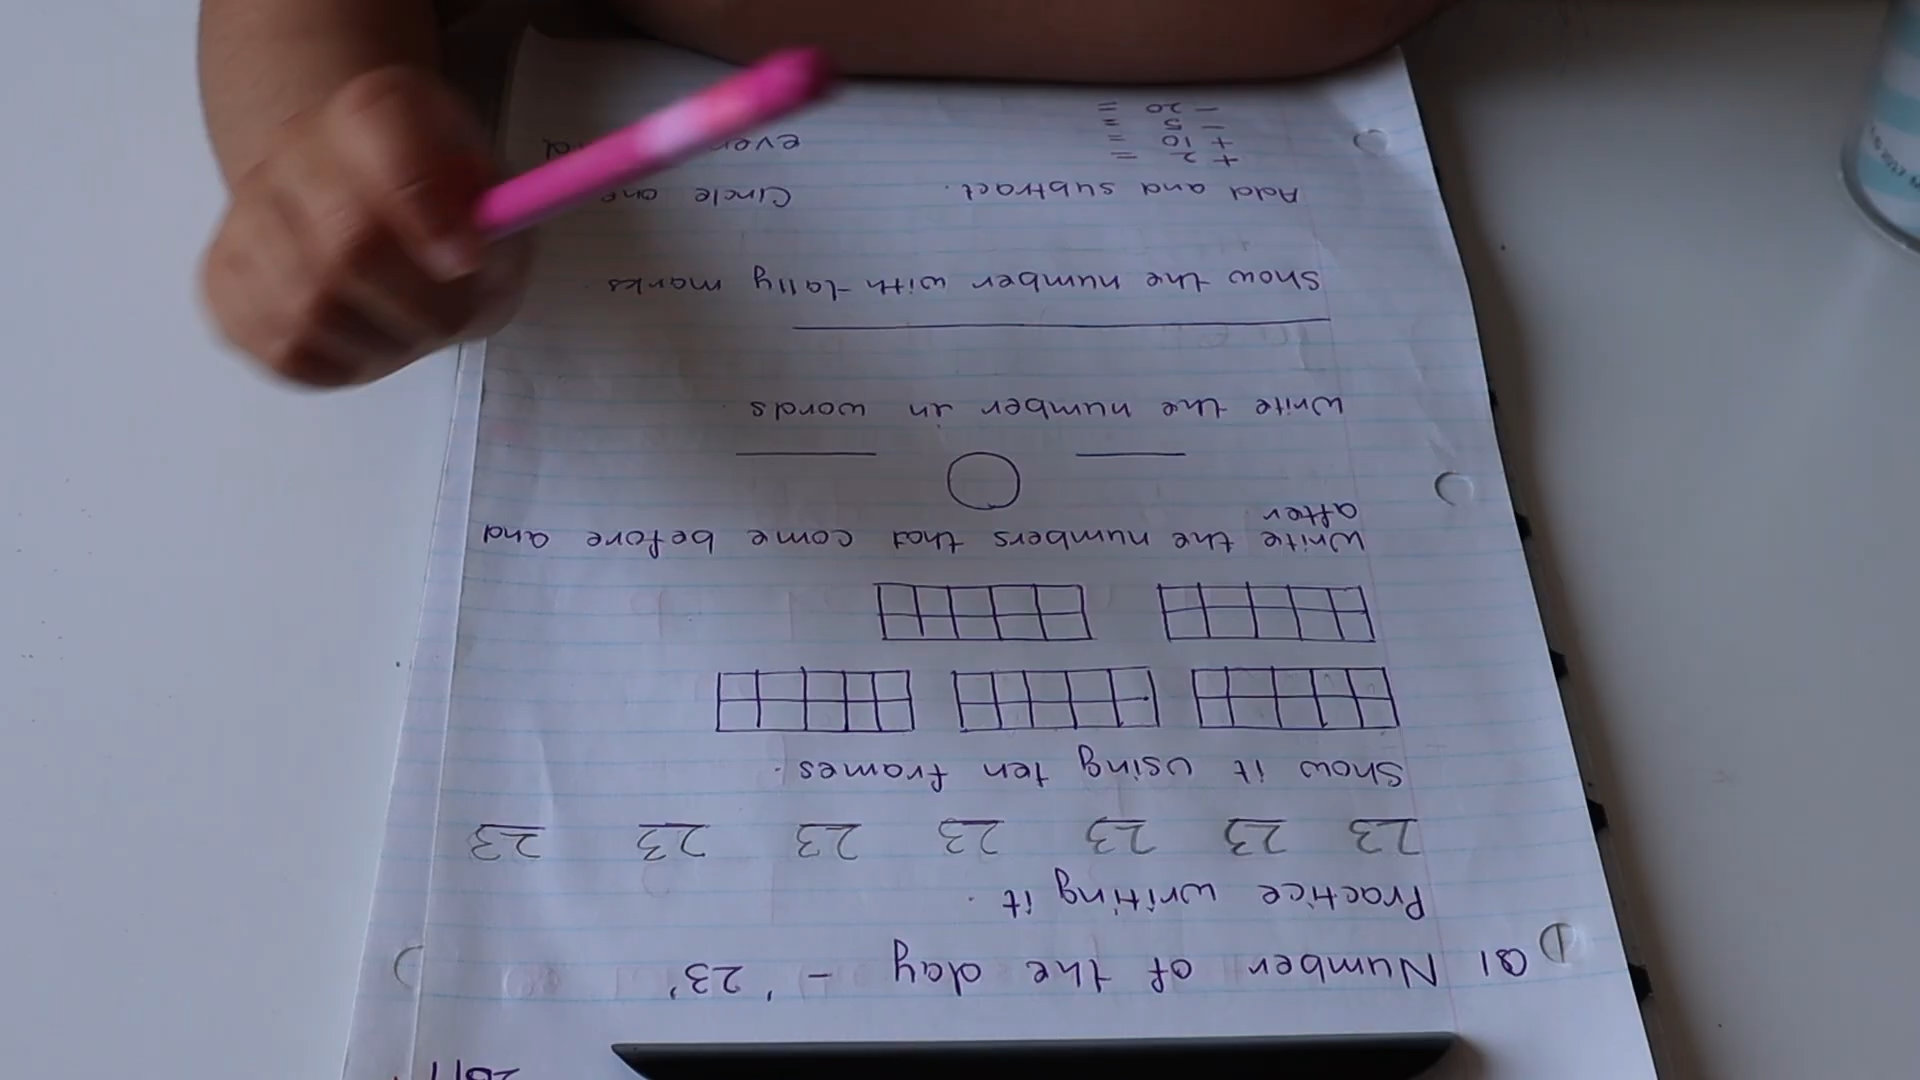 Q1 Number of the day - '23'
Practice writing it.
23 23 23 23 23 23 23
Show it using ten frames.
Write the numbers that come before and
after
Write the number in words
Show the number with tally marks.
Add and subtract. Circle one
+ 2 =
+ 10 =
- 5 =
- 20 =